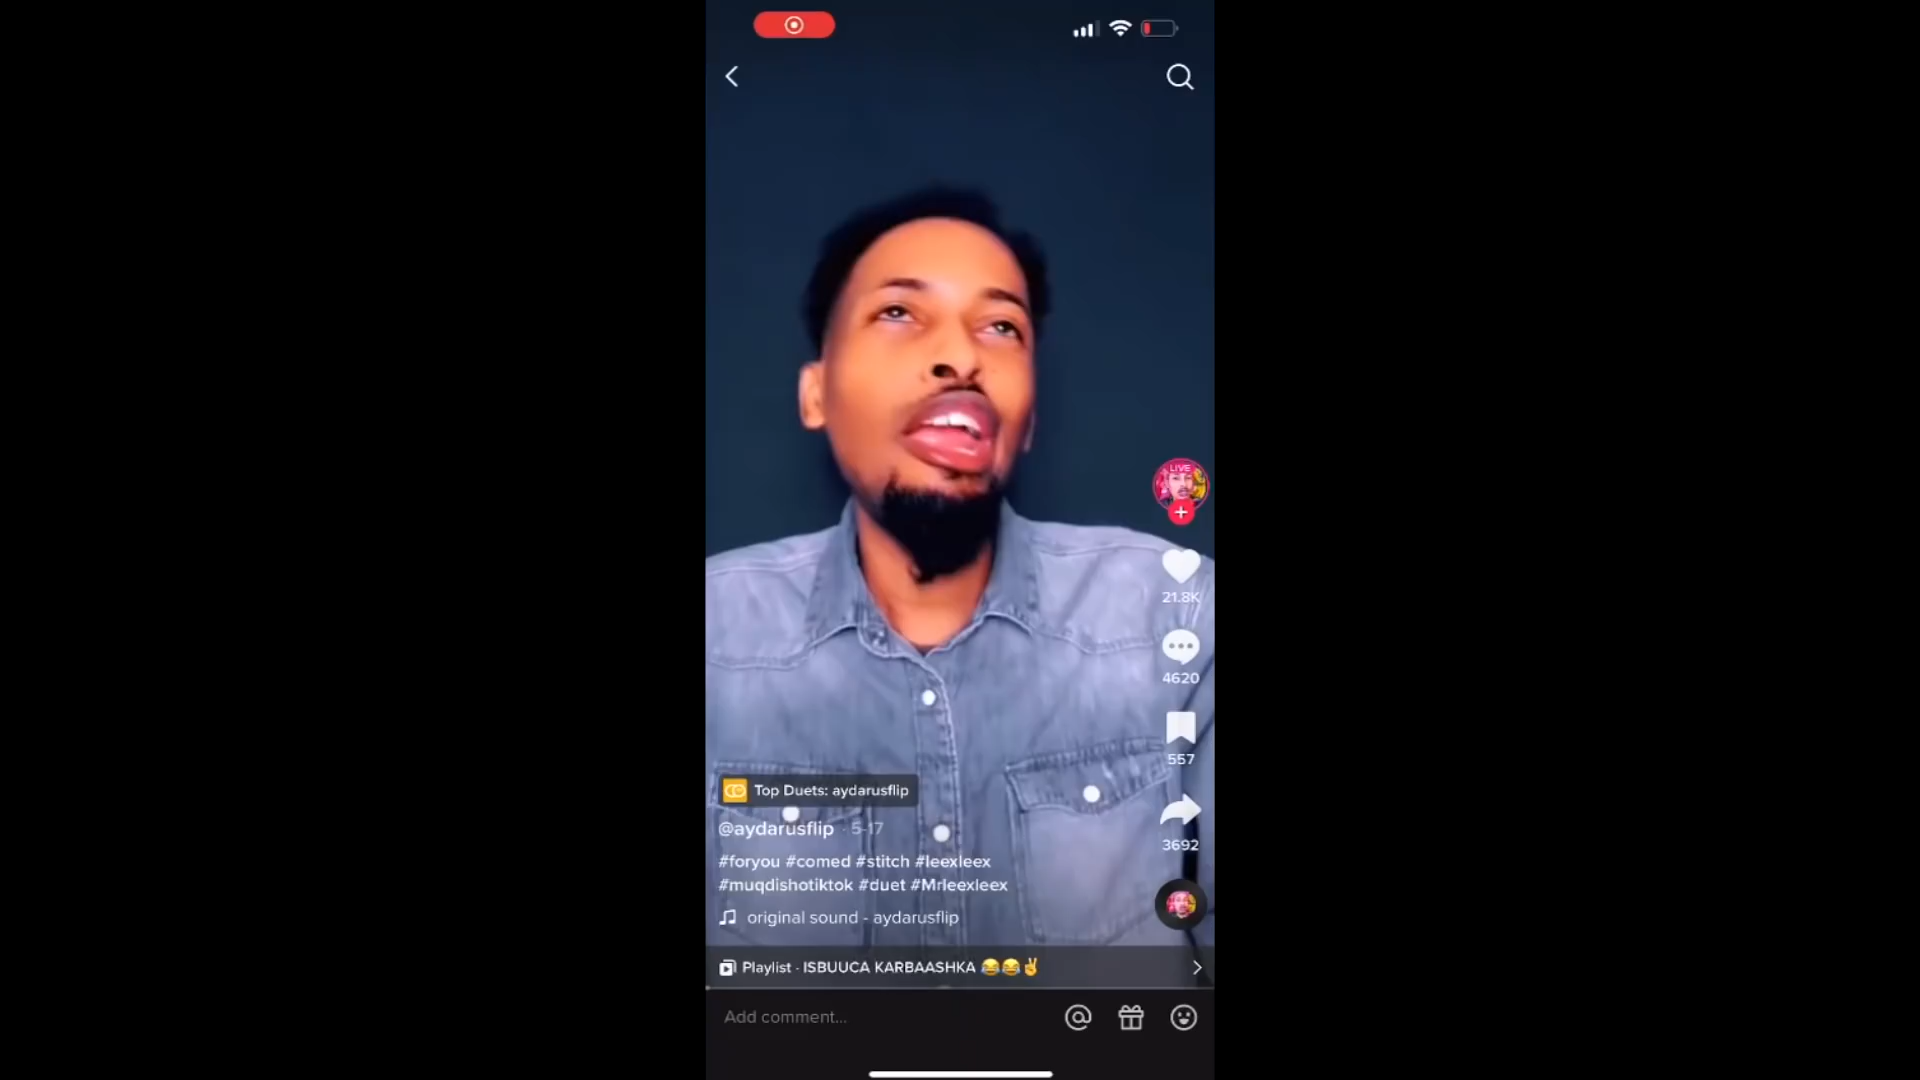 LIVE
21.8K
4620
557
3692
Top Duets: aydarusflip
@aydarusflip · 5-17
#foryou #comed #stitch #leexleex
#muqdishotiktok #duet #Mrleexleex
original sound - aydarusflip
Playlist · ISBUUCA KARBAASHKA 😂😂✌️
Add comment...